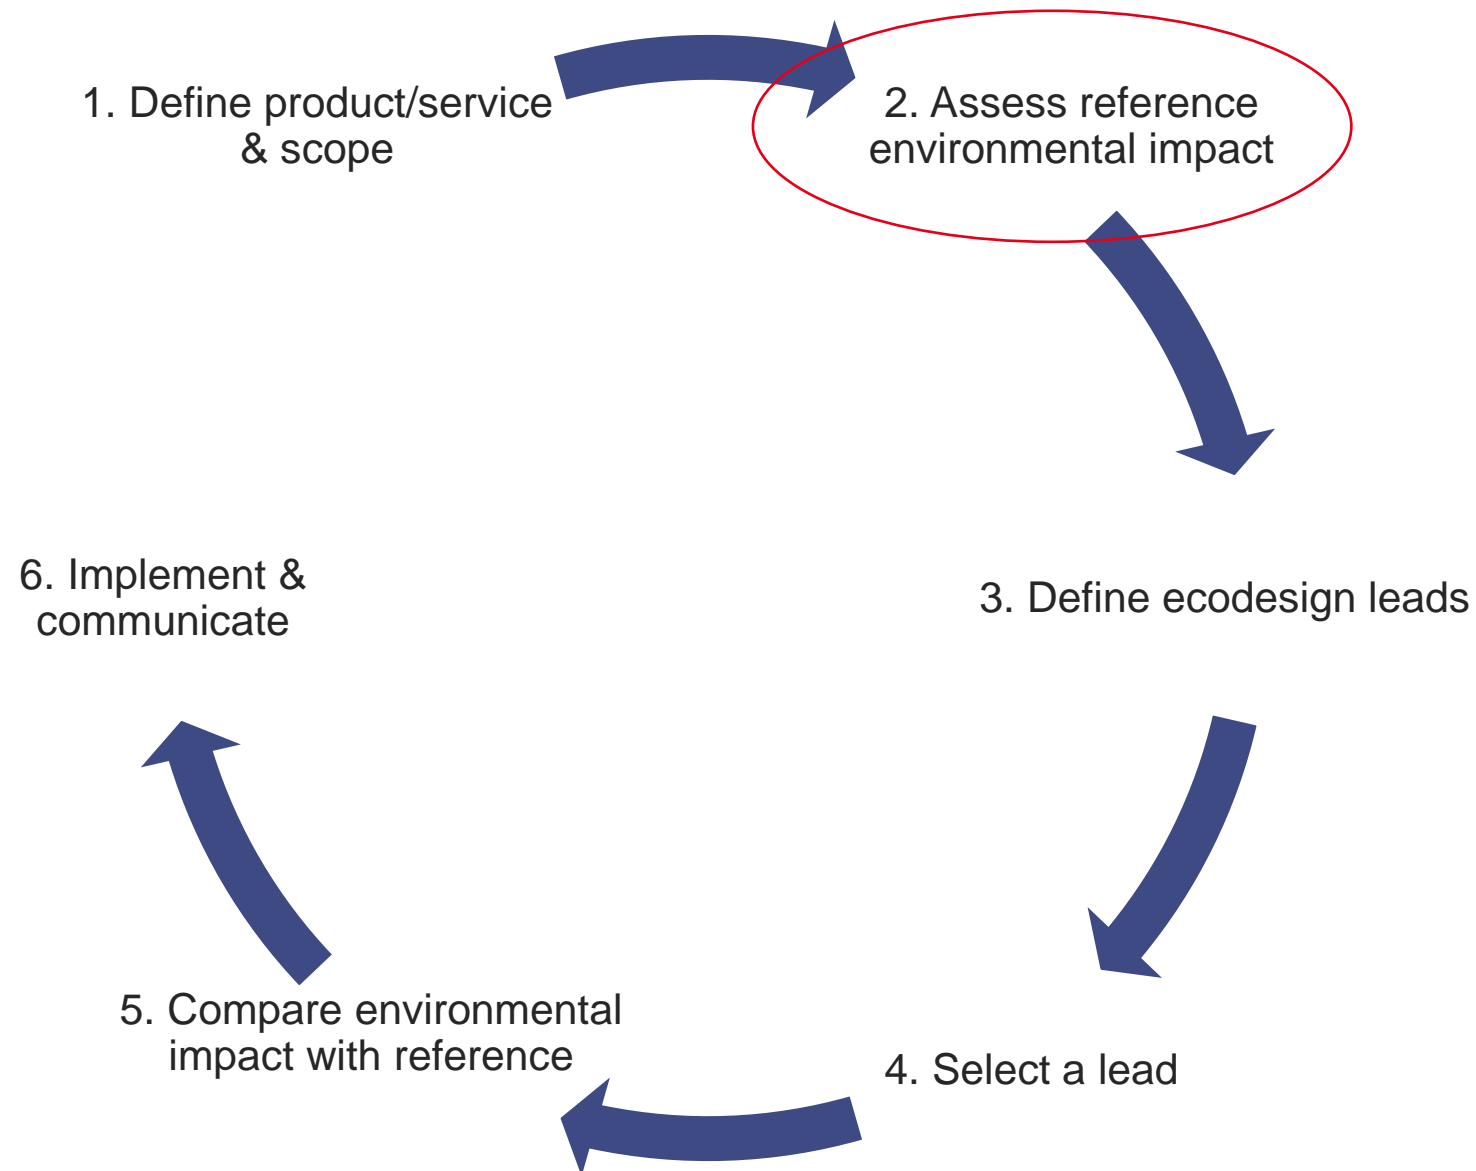 1. Define product/service
& scope
2. Assess reference
environmental impact
3. Define ecodesign leads
4. Select a lead
5. Compare environmental
impact with reference
6. Implement &
communicate